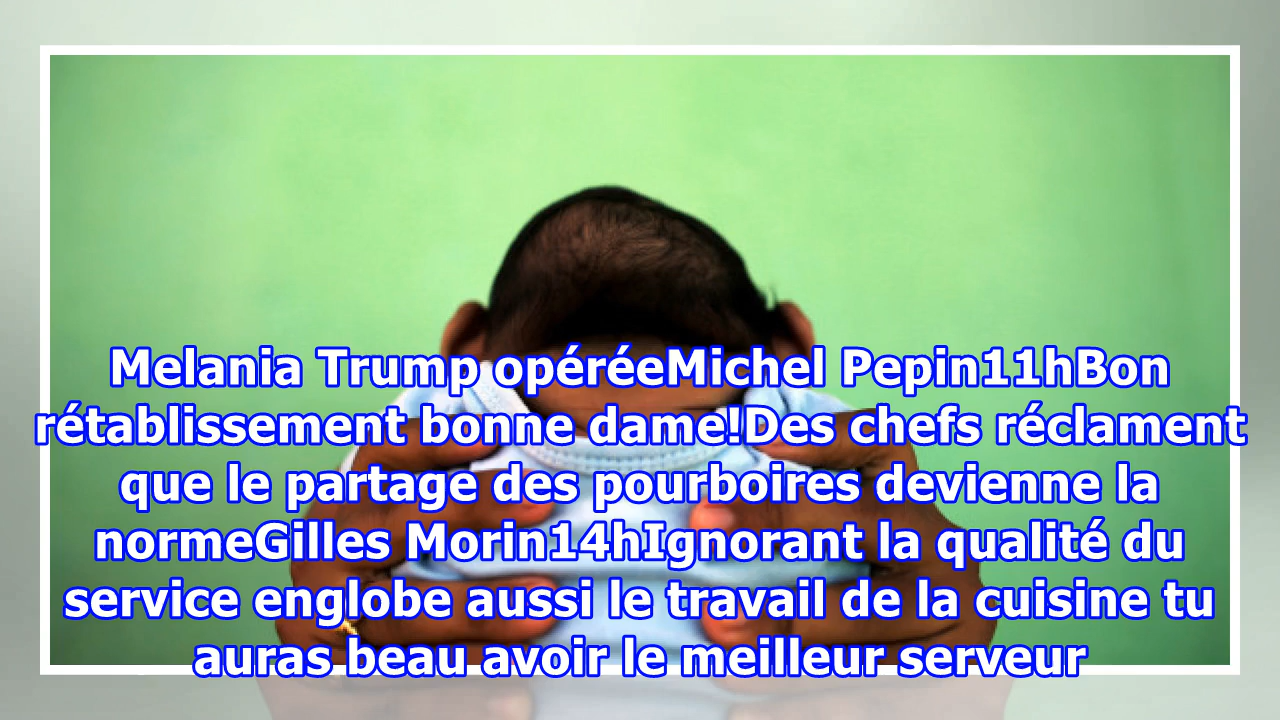 Melania Trump opéréeMichel Pepin11hBon
rétablissement bonne dame!Des chefs réclament
que le partage des pourboires devienne la
normeGilles Morin14hIgnorant la qualité du
service englobe aussi le travail de la cuisine tu
auras beau avoir le meilleur serveur